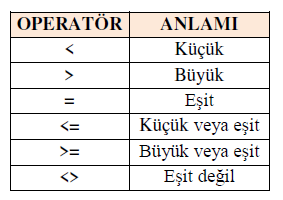 OPERATÖR ANLAMI
< Küçük
> Büyük
= Eşit
<= Küçük veya eşit
>= Büyük veya eşit
<> Eşit değil